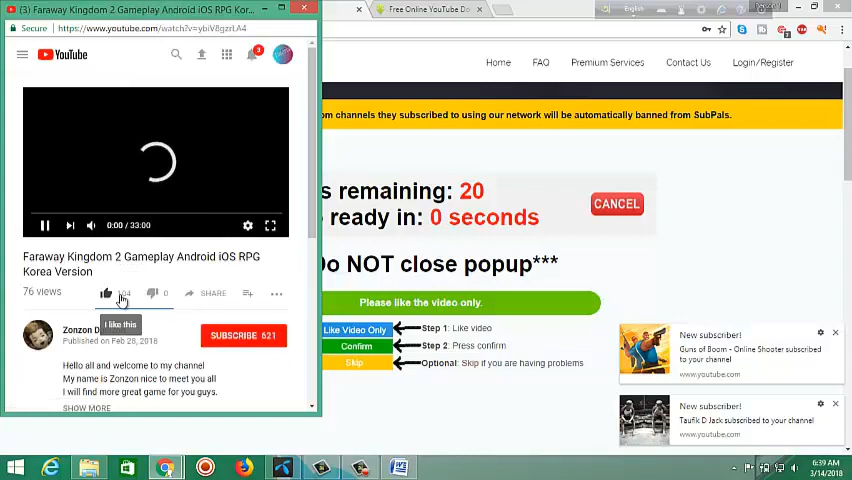 (3) Faraway Kingdom 2 Gameplay Android iOS RPG Kor...
Secure
https://www.youtube.com/watch?v=ybiV8gzrLA4
YouTube
3
0:00 / 33:00
Faraway Kingdom 2 Gameplay Android iOS RPG
Korea Version
76 views
104
0
SHARE
I like this
Zonzon D
Published on Feb 28, 2018
SUBSCRIBE 621
Hello all and welcome to my channel
My name is Zonzon nice to meet you all
I will find more great game for you guys.
SHOW MORE
Free Online YouTube Do
English
Home
FAQ
Premium Services
Contact Us
Login/Register
om channels they subscribed to using our network will be automatically banned from SubPals.
s remaining: 20
ready in: 0 seconds
CANCEL
Do NOT close popup***
Please like the video only.
Like Video Only
Step 1: Like video
Confirm
Step 2: Press confirm
Skip
Optional: Skip if you are having problems
New subscriber!
Guns of Boom - Online Shooter subscribed
to your channel
www.youtube.com
New subscriber!
Taufik D Jack subscribed to your channel
www.youtube.com
6:39 AM
3/14/2018